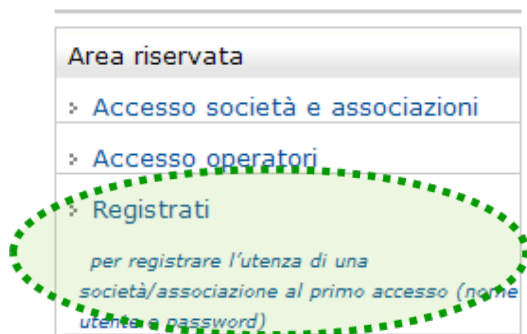 Area riservata
Accesso società e associazioni
Accesso operatori
Registrati
per registrare l'utenza di una
società/associazione al primo accesso (nome
utente e password)